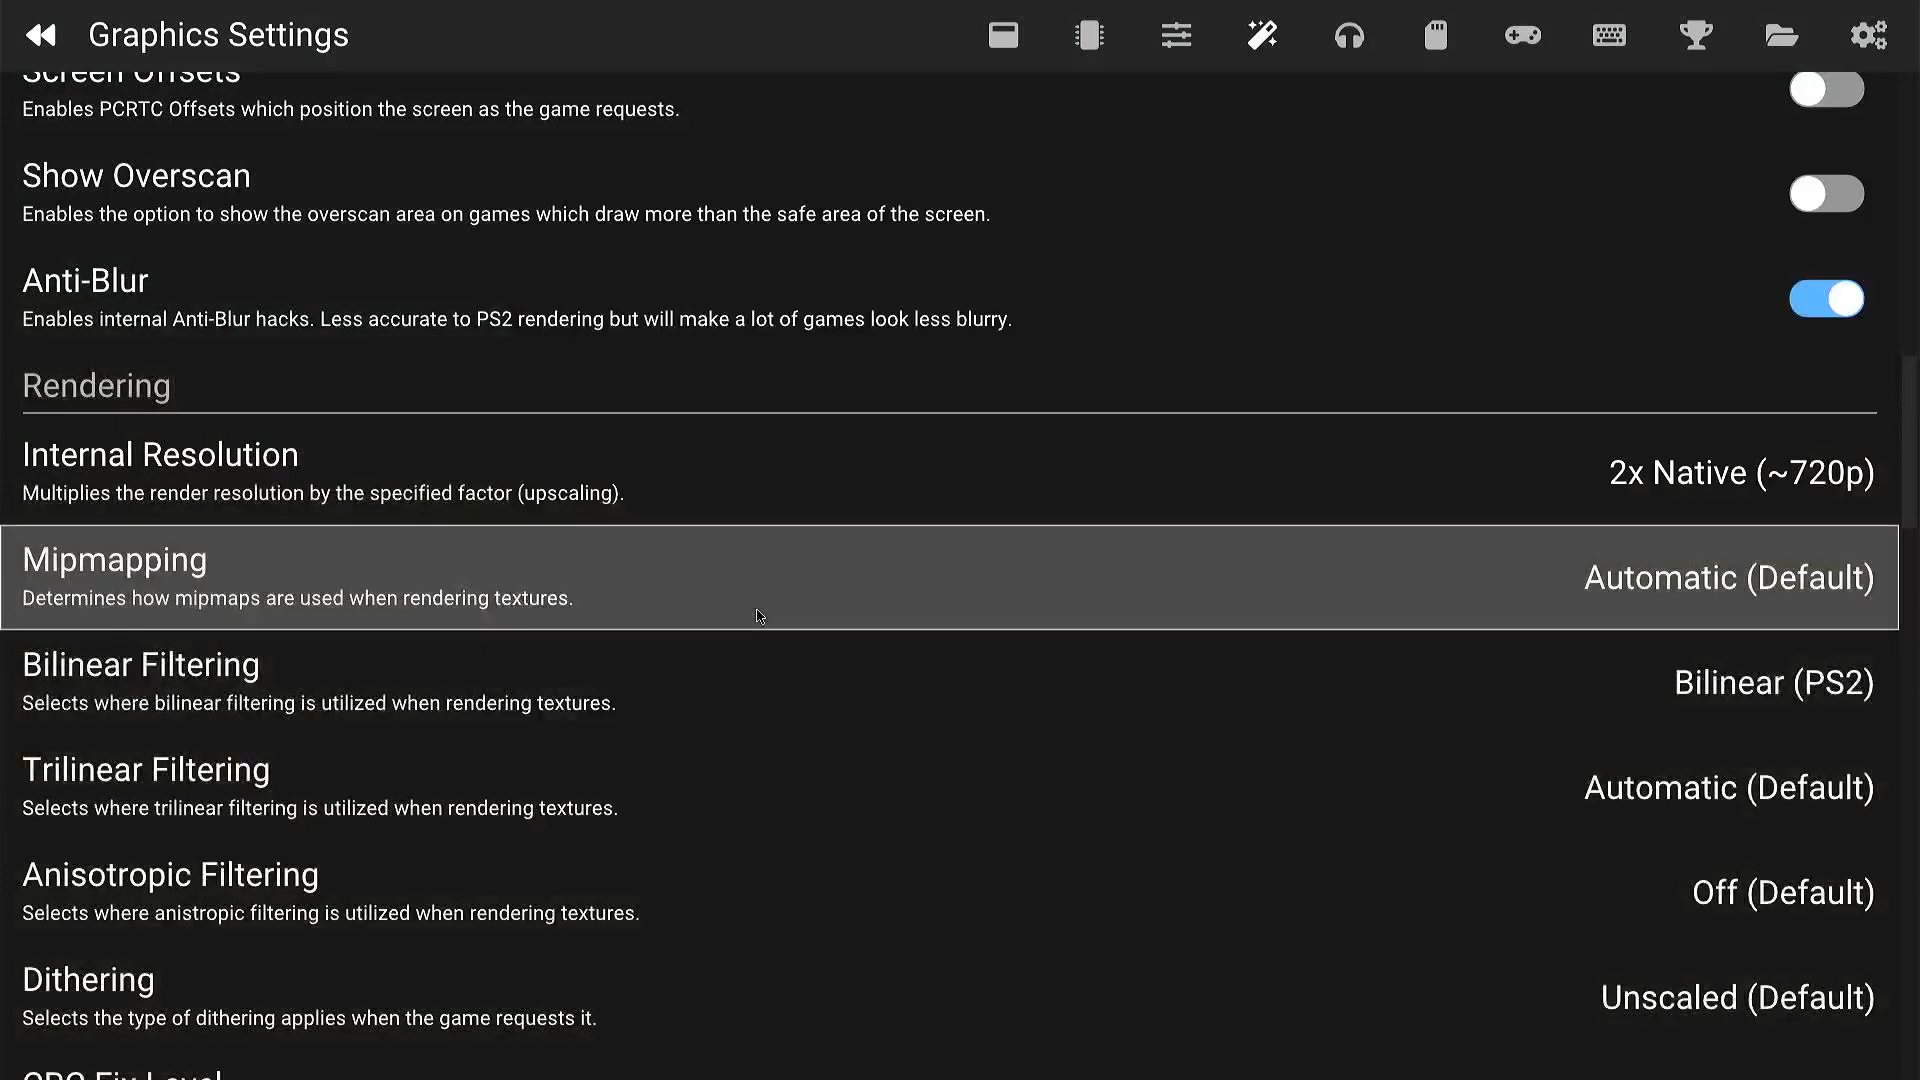 Graphics Settings
Screen Offsets
Enables PCRTC Offsets which position the screen as the game requests.
Show Overscan
Enables the option to show the overscan area on games which draw more than the safe area of the screen.
Anti-Blur
Enables internal Anti-Blur hacks. Less accurate to PS2 rendering but will make a lot of games look less blurry.
Rendering
Internal Resolution
2x Native (~720p)
Multiplies the render resolution by the specified factor (upscaling).
Mipmapping
Automatic (Default)
Determines how mipmaps are used when rendering textures.
Bilinear Filtering
Bilinear (PS2)
Selects where bilinear filtering is utilized when rendering textures.
Trilinear Filtering
Automatic (Default)
Selects where trilinear filtering is utilized when rendering textures.
Anisotropic Filtering
Off (Default)
Selects where anistropic filtering is utilized when rendering textures.
Dithering
Unscaled (Default)
Selects the type of dithering applies when the game requests it.